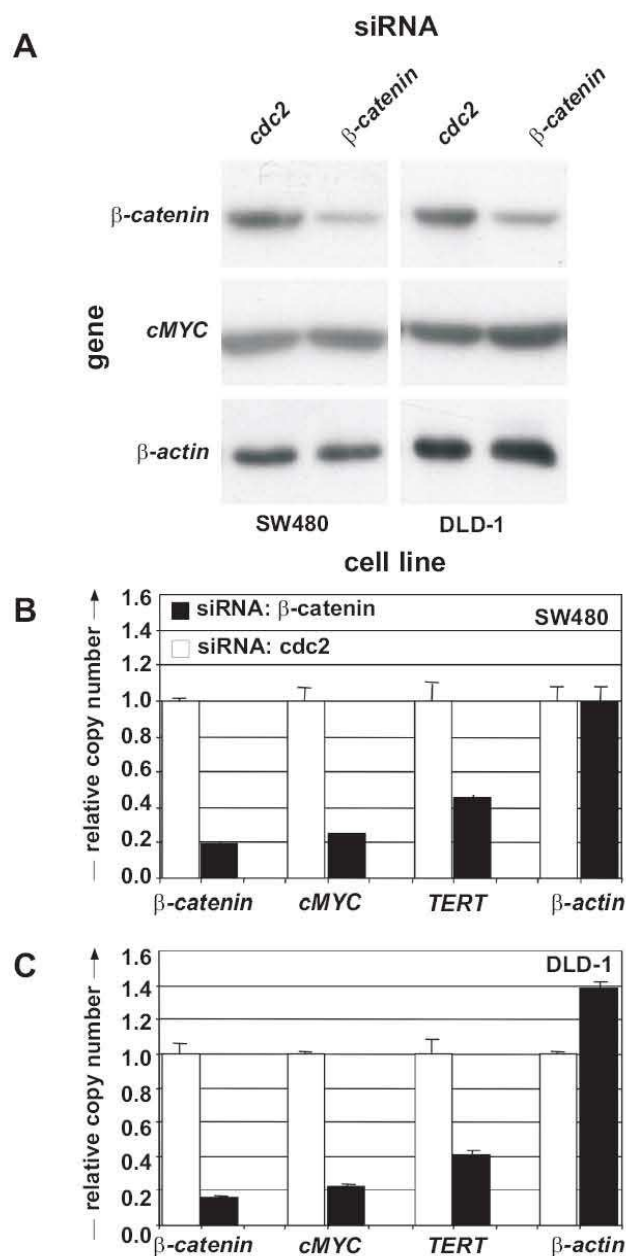 A
siRNA
cdc2 β-catenin cdc2 β-catenin
gene
β-catenin
cMYC
β-actin
SW480 DLD-1
cell line
B
— relative copy number →
1.6
1.4
1.2
1.0
0.8
0.6
0.4
0.2
0.0
siRNA: β-catenin
siRNA: cdc2
SW480
β-catenin cMYC TERT β-actin
C
— relative copy number →
1.6
1.4
1.2
1.0
0.8
0.6
0.4
0.2
0.0
DLD-1
β-catenin cMYC TERT β-actin